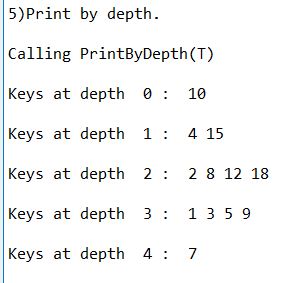 5)Print by depth.
Calling PrintByDepth(T)
Keys at depth  0 :  10
Keys at depth  1 :  4 15
Keys at depth  2 :  2 8 12 18
Keys at depth  3 :  1 3 5 9
Keys at depth  4 :  7